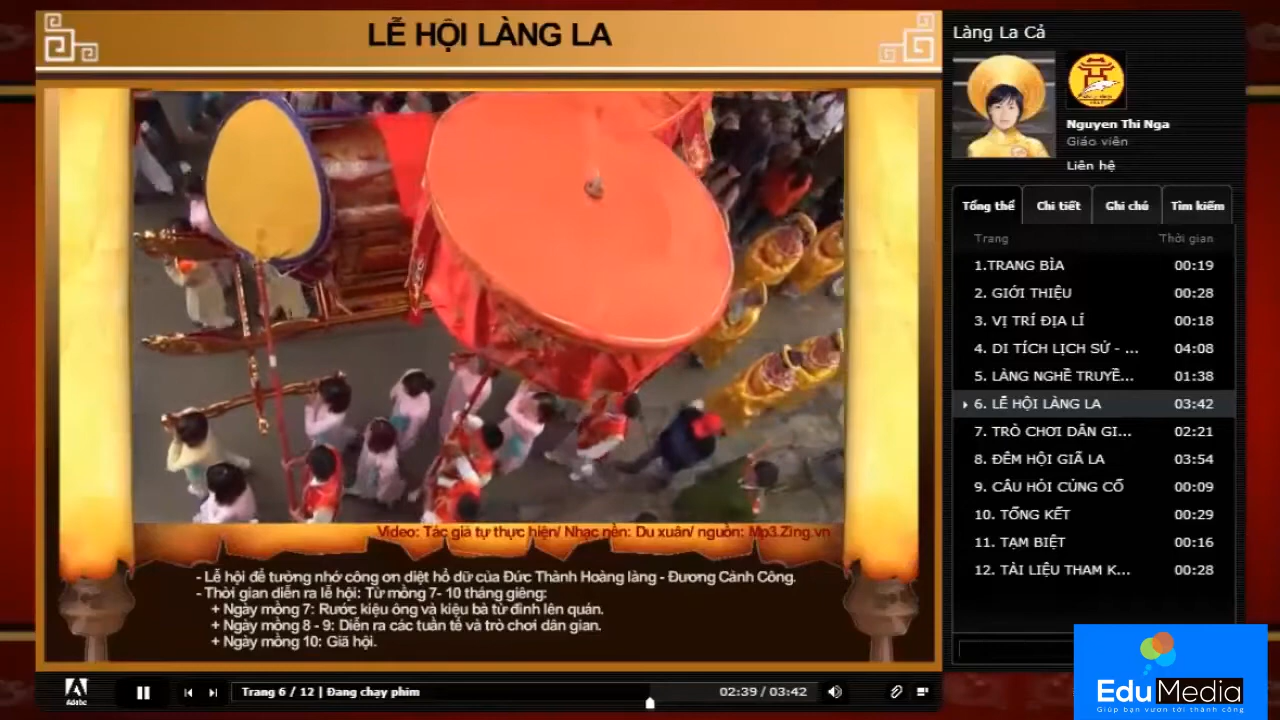 LỄ HỘI LÀNG LA
Video: Tác giả tự thực hiện/ Nhạc nền: Du xuân/ nguồn: Mp3.Zing.vn
- Lễ hội để tưởng nhớ công ơn diệt hổ dữ của Đức Thành Hoàng làng - Đương Cảnh Công.
- Thời gian diễn ra lễ hội: Từ mồng 7- 10 tháng giêng:
+ Ngày mồng 7: Rước kiệu ông và kiệu bà từ đình lên quán.
+ Ngày mồng 8 - 9: Diễn ra các tuần tế và trò chơi dân gian.
+ Ngày mồng 10: Giã hội.
Adobe
Trang 6 / 12 | Đang chạy phim
02:39 / 03:42
Làng La Cả
Nguyen Thi Nga
Giáo viên
Liên hệ
Tổng thể Chi tiết Ghi chú Tìm kiếm
Trang Thời gian
1.TRANG BÌA 00:19
2. GIỚI THIỆU 00:28
3. VỊ TRÍ ĐỊA LÍ 00:18
4. DI TÍCH LỊCH SỬ - ... 04:08
5. LÀNG NGHỀ TRUYỀ... 01:38
6. LỄ HỘI LÀNG LA 03:42
7. TRÒ CHƠI DÂN GI... 02:21
8. ĐÊM HỘI GIÃ LA 03:54
9. CÂU HỎI CỦNG CỐ 00:09
10. TỔNG KẾT 00:29
11. TẠM BIỆT 00:16
12. TÀI LIỆU THAM K... 00:28
EduMedia
Giúp bạn vươn tới thành công